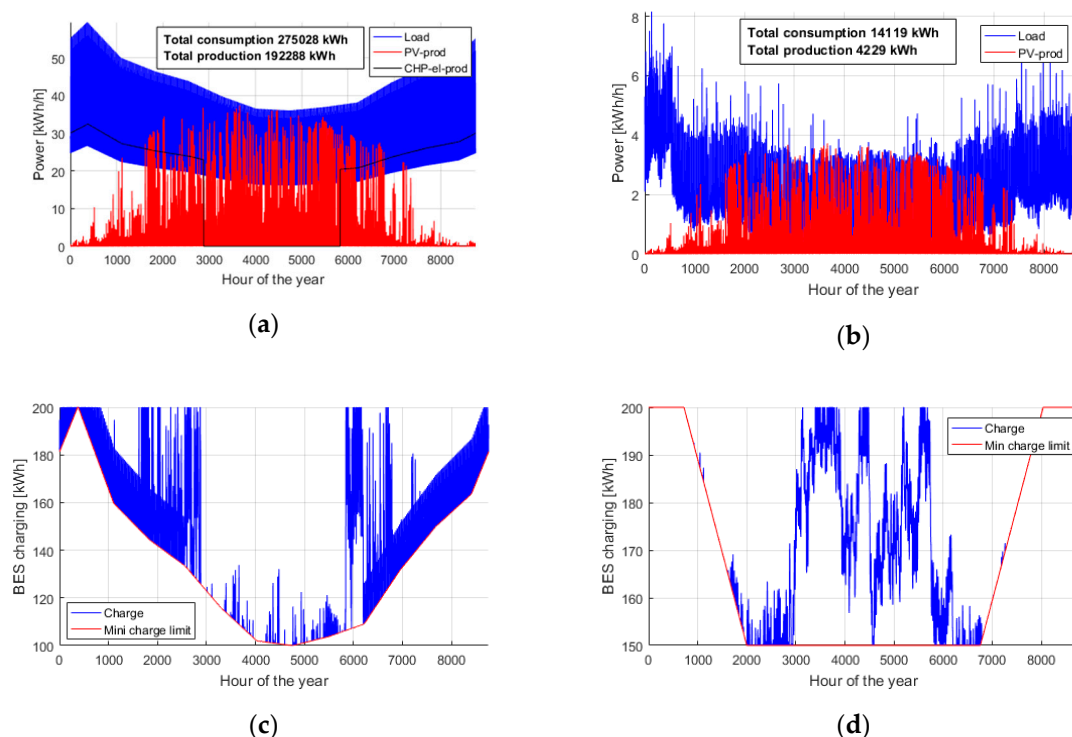 Total consumption 275028 kWh
Total production 192288 kWh
Load
PV-prod
CHP-el-prod
Power [kWh/h]
50
40
30
20
10
0
0 1000 2000 3000 4000 5000 6000 7000 8000
Hour of the year
(a)
Total consumption 14119 kWh
Total production 4229 kWh
Load
PV-prod
Power [kWh/h]
8
6
4
2
0
0 1000 2000 3000 4000 5000 6000 7000 8000
Hour of the year
(b)
BES charging [kWh]
200
180
160
140
120
100
Charge
Mini charge limit
0 1000 2000 3000 4000 5000 6000 7000 8000
Hour of the year
(c)
BES charging [kWh]
200
190
180
170
160
150
Charge
Min charge limit
0 1000 2000 3000 4000 5000 6000 7000 8000
Hour of the year
(d)